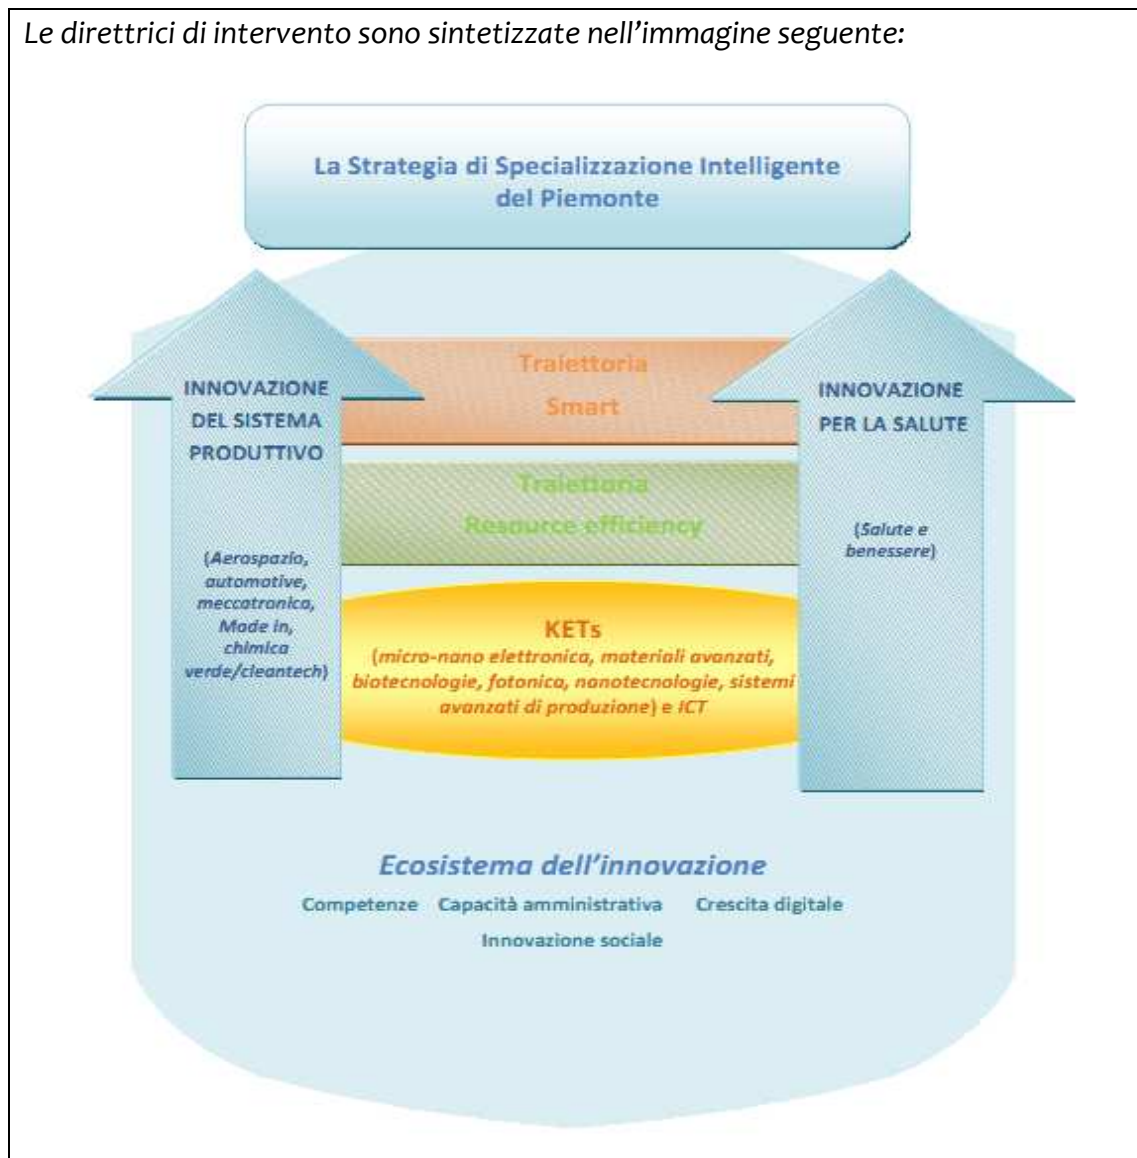 Le direttrici di intervento sono sintetizzate nell'immagine seguente:
La Strategia di Specializzazione Intelligente
del Piemonte
INNOVAZIONE
DEL SISTEMA
PRODUTTIVO
(Aerospazio,
automotive,
meccatronica,
Made in,
chimica
verde/cleantech)
Traiettoria
Smart
Traiettoria
Resource efficiency
KETs
(micro-nano elettronica, materiali avanzati,
biotecnologie, fotonica, nanotecnologie, sistemi
avanzati di produzione) e ICT
INNOVAZIONE
PER LA SALUTE
(Salute e
benessere)
Ecosistema dell'innovazione
Competenze Capacità amministrativa Crescita digitale
Innovazione sociale